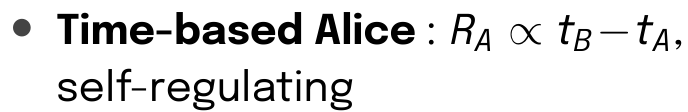 • Time-based Alice : R_A ∝ t_B − t_A,
self-regulating